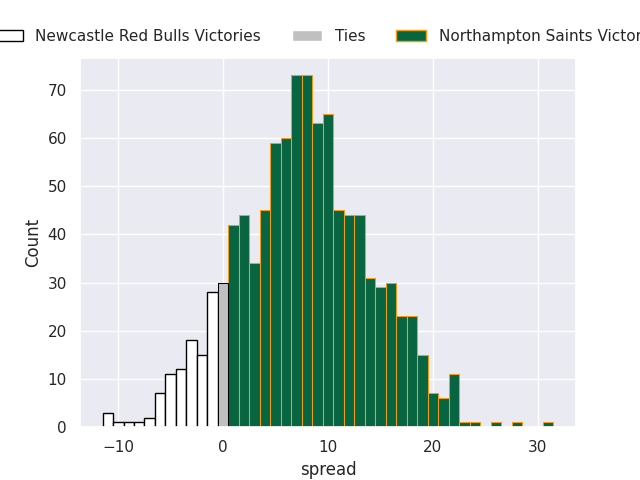 Newcastle Red Bulls Victories Ties Northampton Saints Victor
70
60
50
40
30
20
10
0
Count
−10 0 10 20 30
spread